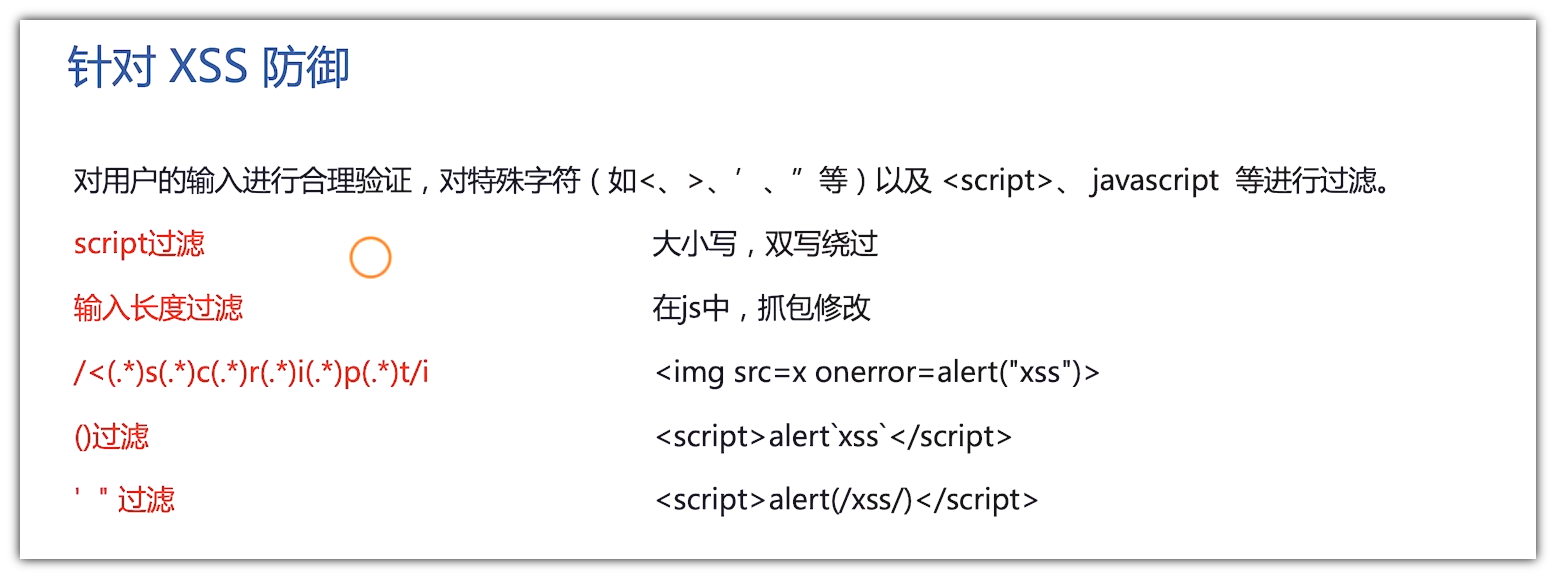 针对 XSS 防御
对用户的输入进行合理验证，对特殊字符（如<、>、′、″等）以及 <script>、 javascript 等进行过滤。
script过滤 大小写，双写绕过
输入长度过滤 在js中，抓包修改
/<(.*)s(.*)c(.*)r(.*)i(.*)p(.*)t/i <img src=x onerror=alert("xss")>
()过滤 <script>alert`xss`</script>
' " 过滤 <script>alert(/xss/)</script>